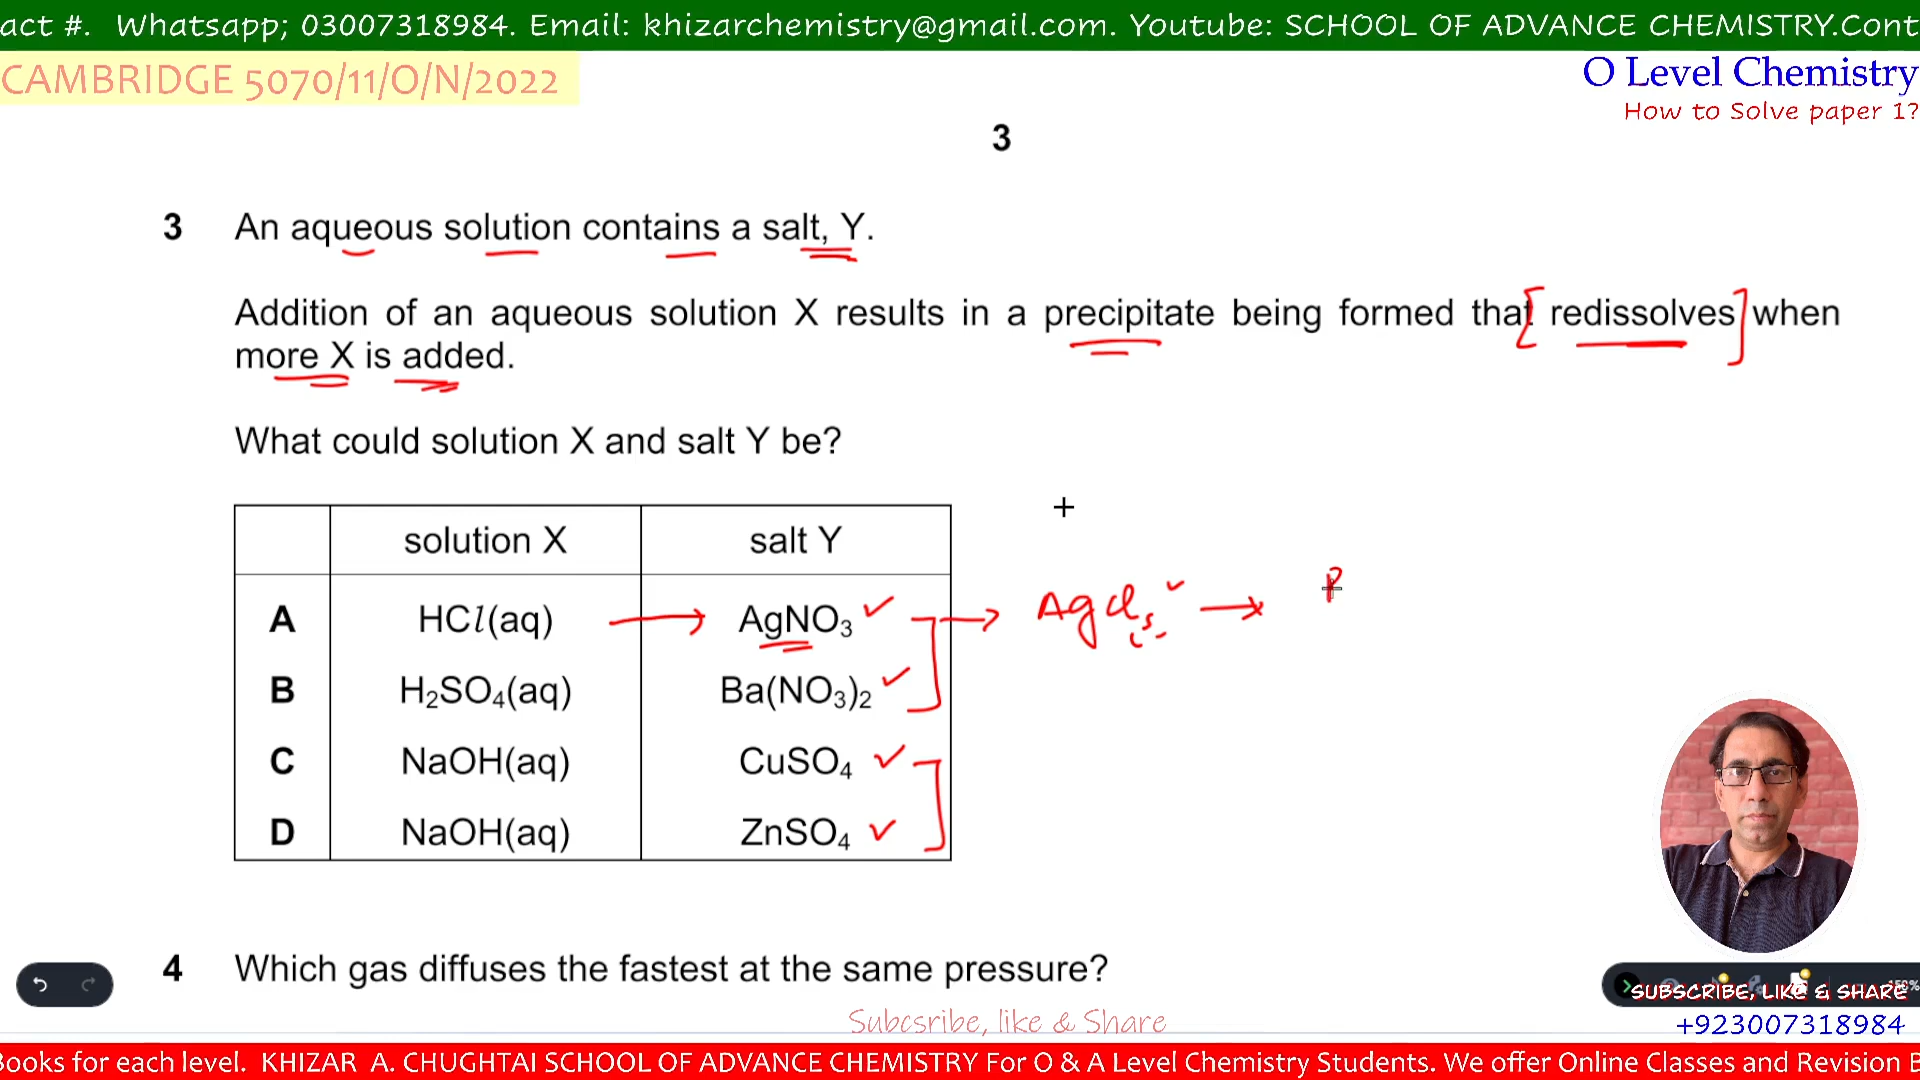 act #.  Whatsapp; 03007318984. Email: khizarchemistry@gmail.com. Youtube: SCHOOL OF ADVANCE CHEMISTRY.Cont
CAMBRIDGE 5070/11/O/N/2022
O Level Chemistry
How to Solve paper 1?
3
3 An aqueous solution contains a salt, Y.
Addition of an aqueous solution X results in a precipitate being formed that [redissolves] when
more X is added.
What could solution X and salt Y be?
solution X salt Y
A HCl(aq) → AgNO₃ ✓ → AgCl(s) ✓ →
B H₂SO₄(aq) Ba(NO₃)₂ ✓
C NaOH(aq) CuSO₄ ✓
D NaOH(aq) ZnSO₄ ✓
4 Which gas diffuses the fastest at the same pressure?
SUBSCRIBE, LIKE & SHARE
Subcsribe, like & Share
+923007318984
Books for each level.  KHIZAR  A. CHUGHTAI SCHOOL OF ADVANCE CHEMISTRY For O & A Level Chemistry Students. We offer Online Classes and Revision B